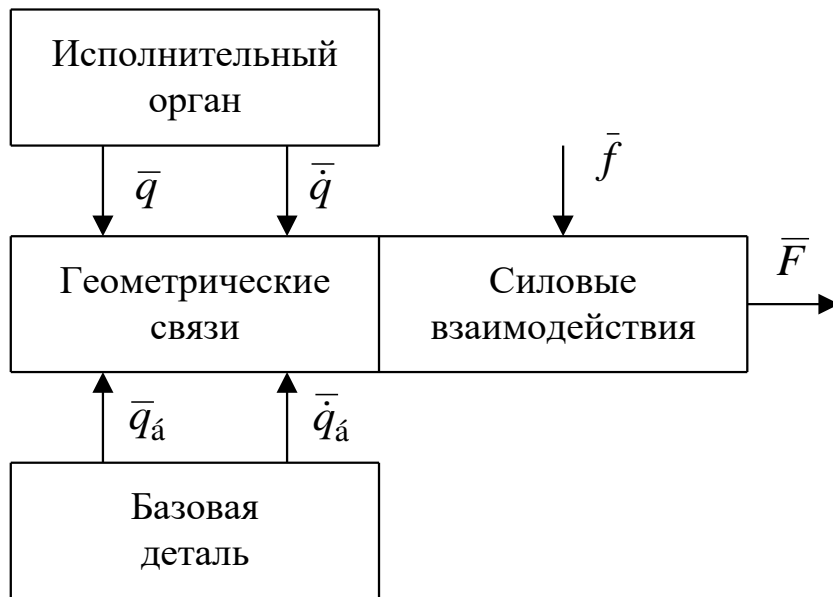 Исполнительный
орган
q̅ q̇̅ f̄
Геометрические
связи
Силовые
взаимодействия
F̅
q̅á q̇̅á
Базовая
деталь